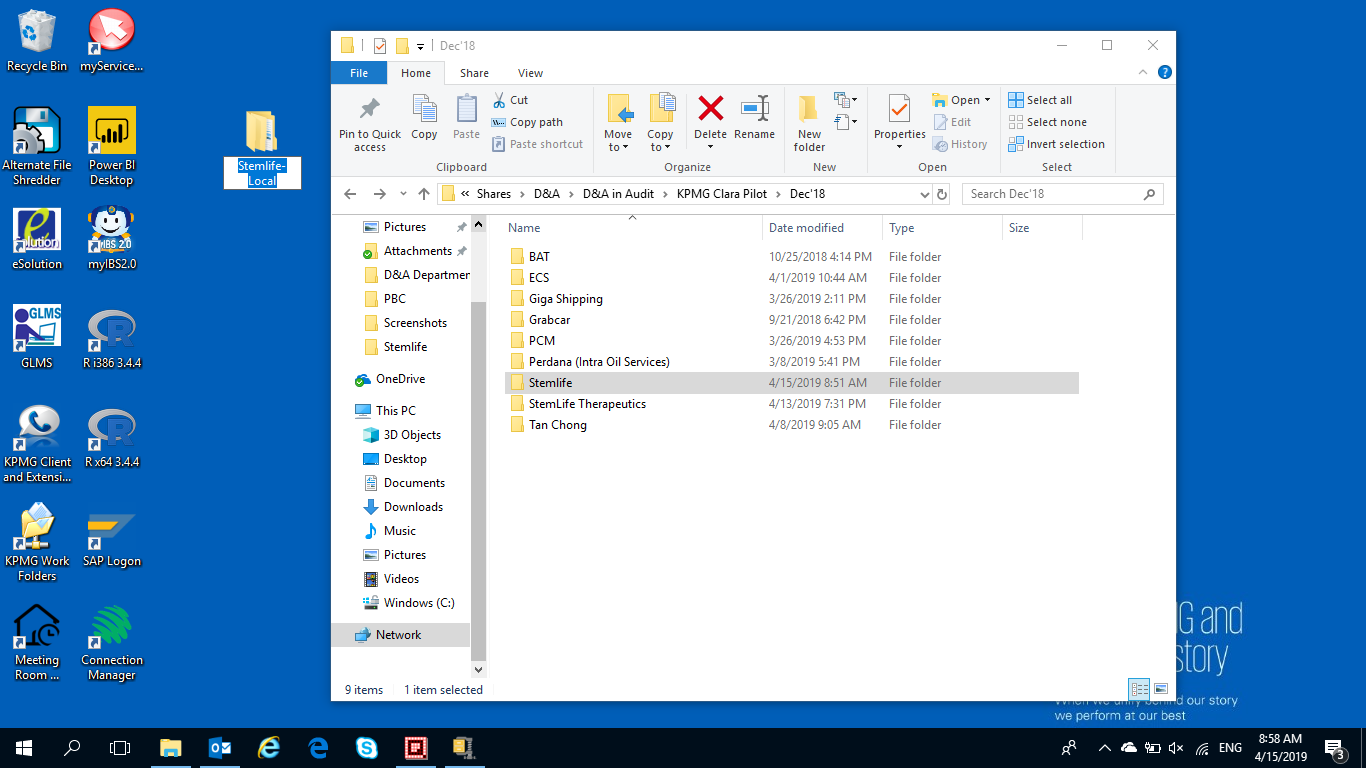 Recycle Bin
myService...
Alternate File
Shredder
Power BI
Desktop
eSolution
myIBS2.0
GLMS
R i386 3.4.4
KPMG Client
and Extensi...
R x64 3.4.4
KPMG Work
Folders
SAP Logon
Meeting
Room ...
Connection
Manager
Stemlife-
Local
Dec'18
File Home Share View
Pin to Quick
access
Copy
Paste
Cut
Copy path
Paste shortcut
Clipboard
Move
to
Copy
to
Delete
Rename
Organize
New
folder
New
Properties
Open
Edit
History
Open
Select all
Select none
Invert selection
Select
« Shares > D&A > D&A in Audit > KPMG Clara Pilot > Dec'18
Search Dec'18
Pictures
Attachments
D&A Departmen
PBC
Screenshots
Stemlife
OneDrive
This PC
3D Objects
Desktop
Documents
Downloads
Music
Pictures
Videos
Windows (C:)
Network
Name Date modified Type Size
BAT 10/25/2018 4:14 PM File folder
ECS 4/1/2019 10:44 AM File folder
Giga Shipping 3/26/2019 2:11 PM File folder
Grabcar 9/21/2018 6:42 PM File folder
PCM 3/26/2019 4:53 PM File folder
Perdana (Intra Oil Services) 3/8/2019 5:41 PM File folder
Stemlife 4/15/2019 8:51 AM File folder
StemLife Therapeutics 4/13/2019 7:31 PM File folder
Tan Chong 4/8/2019 9:05 AM File folder
9 items 1 item selected
G and
story
When we unify behind our story
we perform at our best
ENG
8:58 AM
4/15/2019
3